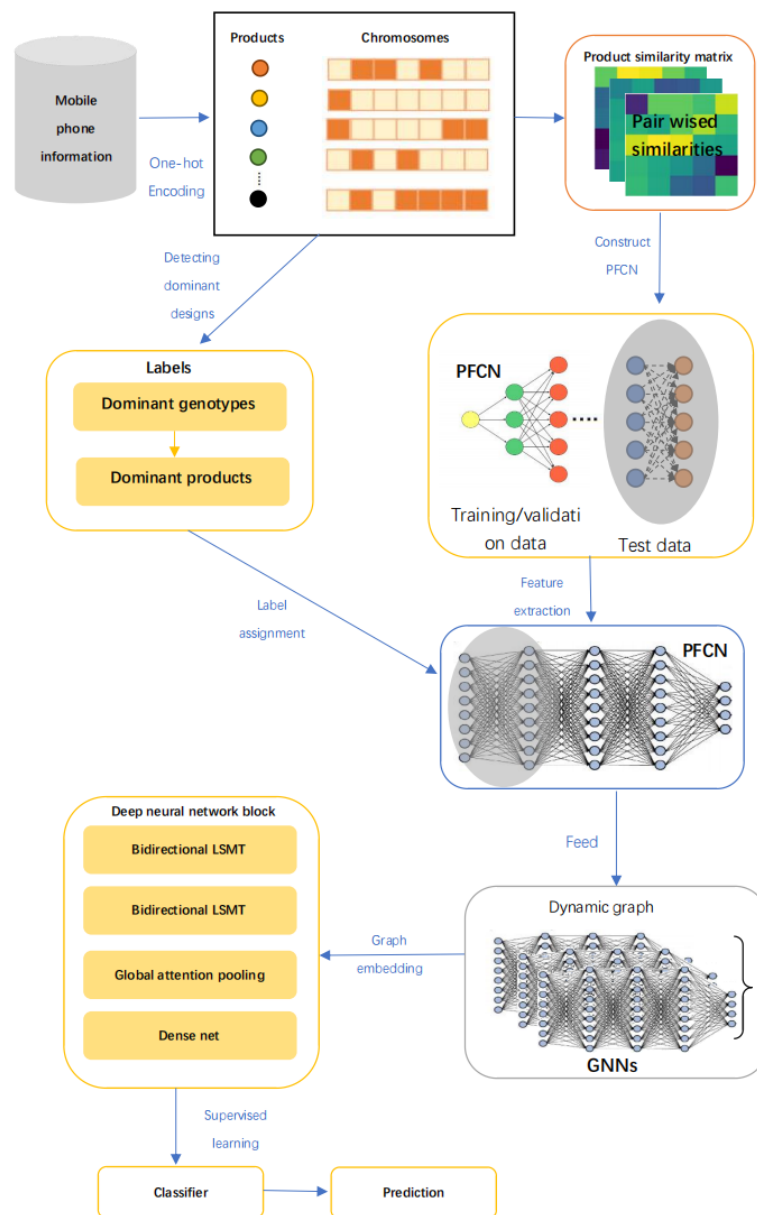 Products
Chromosomes
Mobile
phone
information
One-hot
Encoding
Product similarity matrix
Pair wised
similarities
Detecting
dominant
designs
Construct
PFCN
Labels
Dominant genotypes
Dominant products
PFCN
Training/validati
on data
Test data
Label
assignment
Feature
extraction
PFCN
Deep neural network block
Bidirectional LSMT
Bidirectional LSMT
Global attention pooling
Dense net
Feed
Graph
embedding
Dynamic graph
GNNs
Supervised
learning
Classifier
Prediction